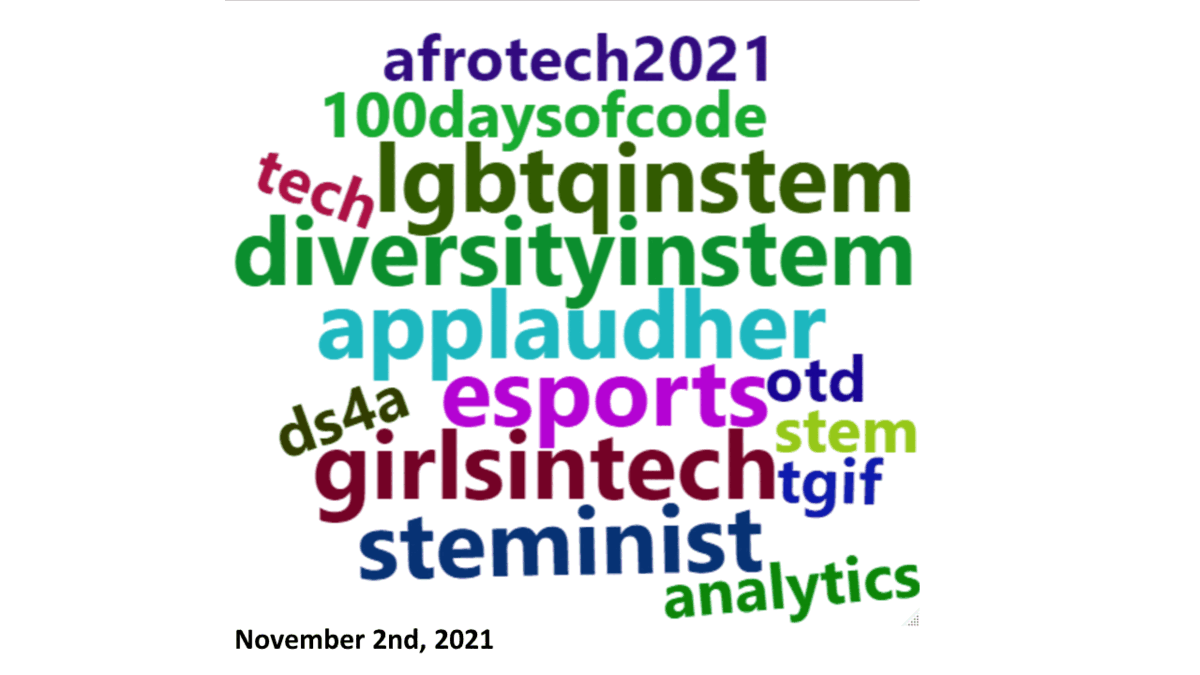 afrotech2021
100daysofcode
tech
lgbtqinstem
diversityinstem
applaudher
esports
otd
ds4a
stem
girlsintech
tgif
steminist
analytics
November 2nd, 2021